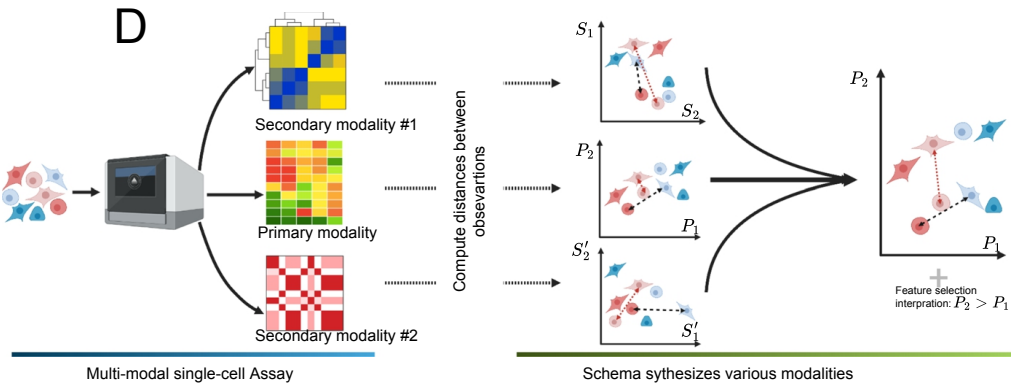 D
Secondary modality #1
Primary modality
Secondary modality #2
Multi-modal single-cell Assay
Compute distances between
obsevartions
S₁
S₂
P₂
P₁
S′₂
S′₁
P₂
P₁
+
Feature selection
interpration: P₂ > P₁
Schema sythesizes various modalities